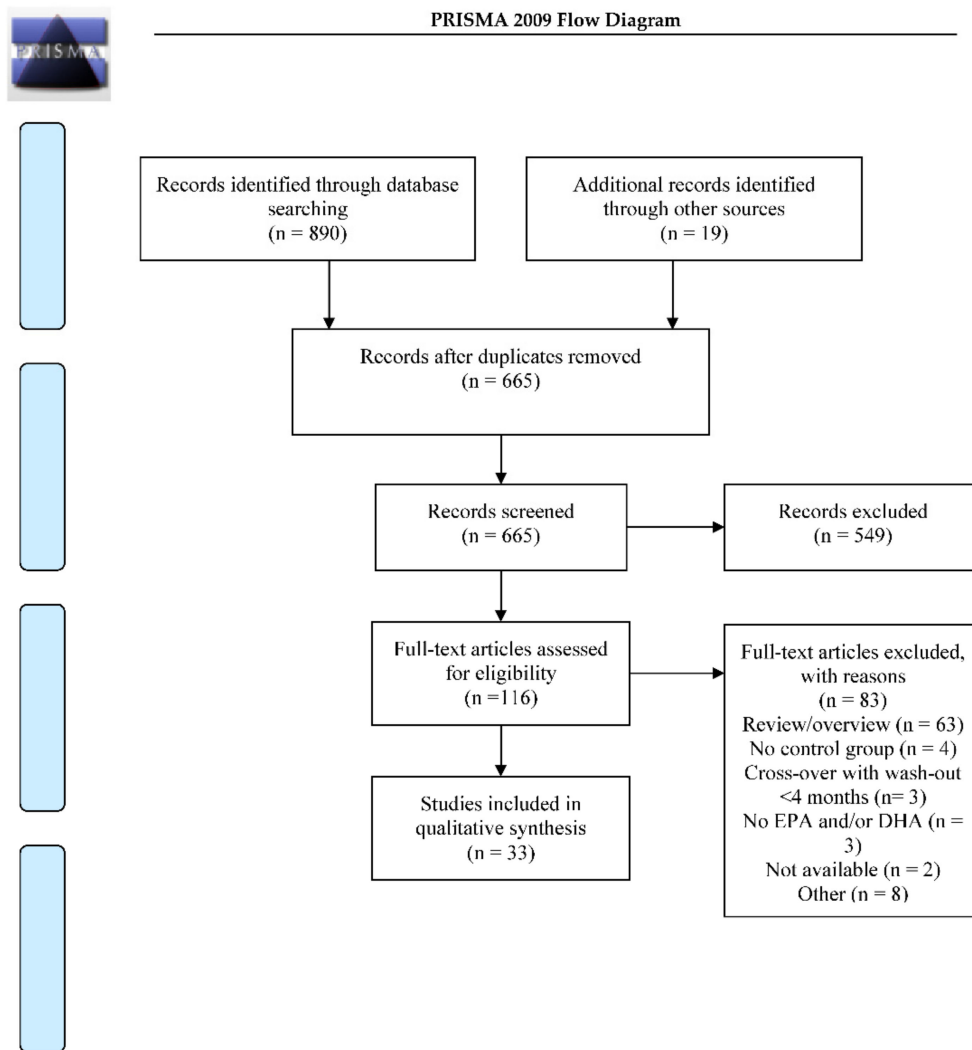 PRISMA 2009 Flow Diagram
PRISMA
Records identified through database
searching
(n = 890)
Additional records identified
through other sources
(n = 19)
Records after duplicates removed
(n = 665)
Records screened
(n = 665)
Records excluded
(n = 549)
Full-text articles assessed
for eligibility
(n =116)
Full-text articles excluded,
with reasons
(n = 83)
Review/overview (n = 63)
No control group (n = 4)
Cross-over with wash-out
<4 months (n= 3)
No EPA and/or DHA (n =
3)
Not available (n = 2)
Other (n = 8)
Studies included in
qualitative synthesis
(n = 33)